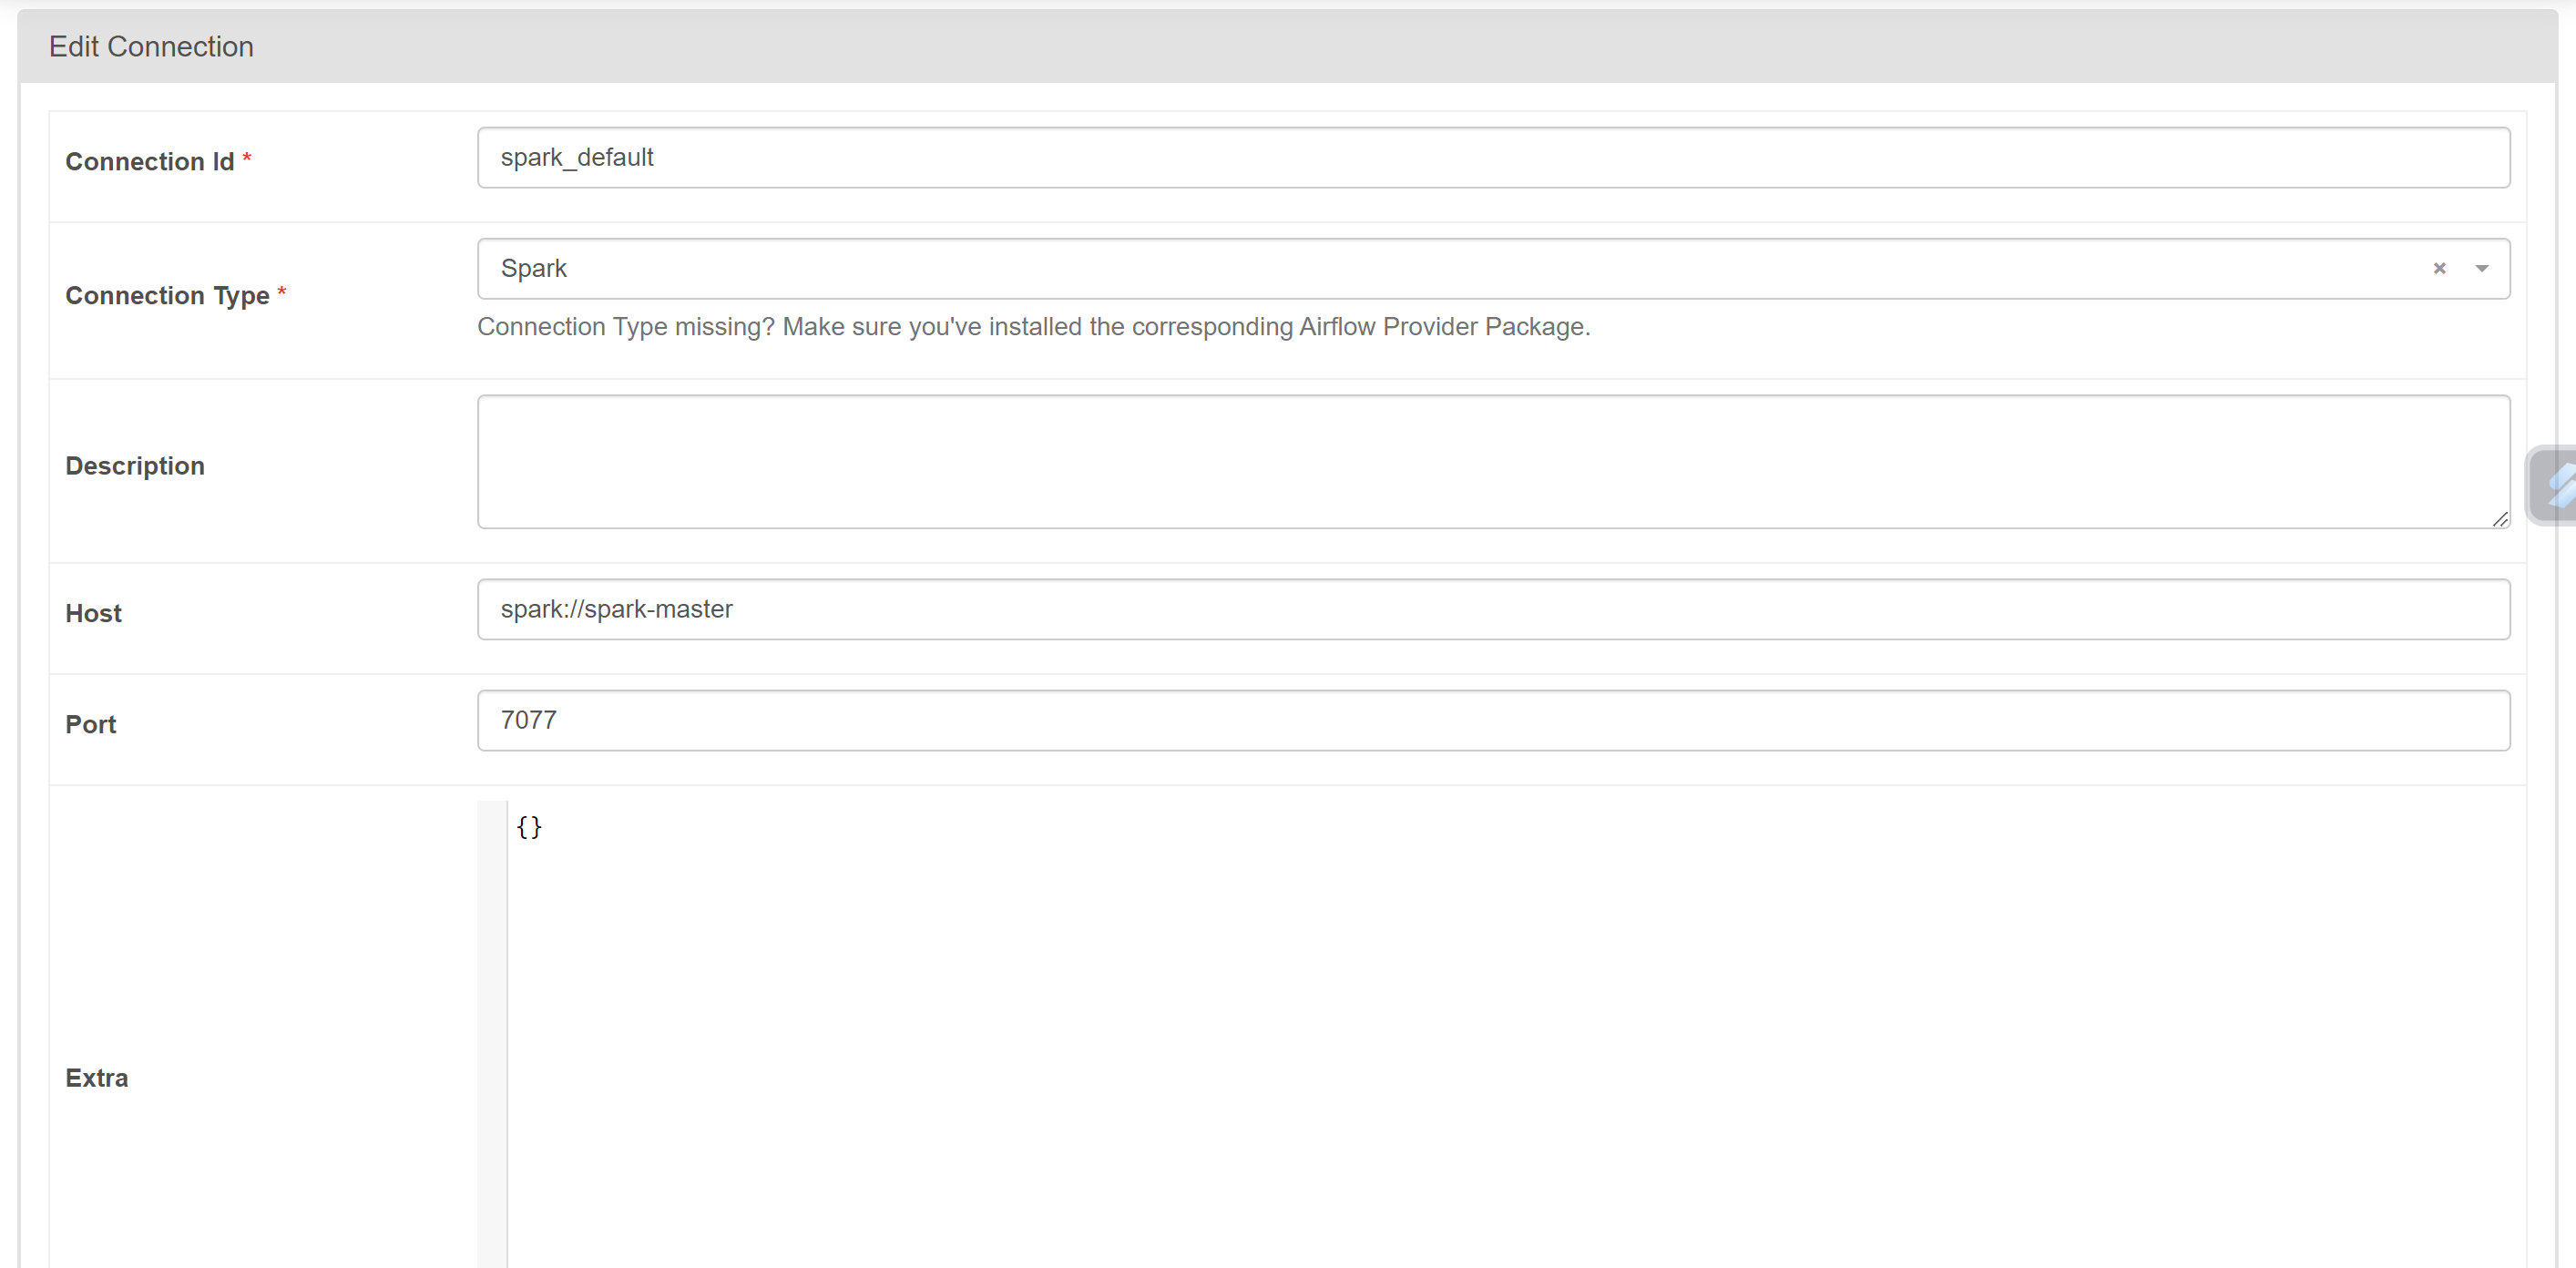 Edit Connection
Connection Id *
spark_default
Connection Type *
Spark
Connection Type missing? Make sure you've installed the corresponding Airflow Provider Package.
Description
Host
spark://spark-master
Port
7077
Extra
{}